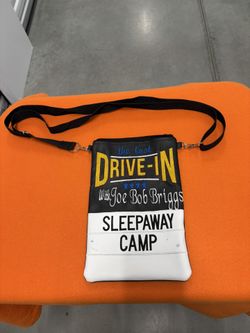 The Last
DRIVE-IN
With Joe Bob Briggs
SLEEPAWAY
CAMP